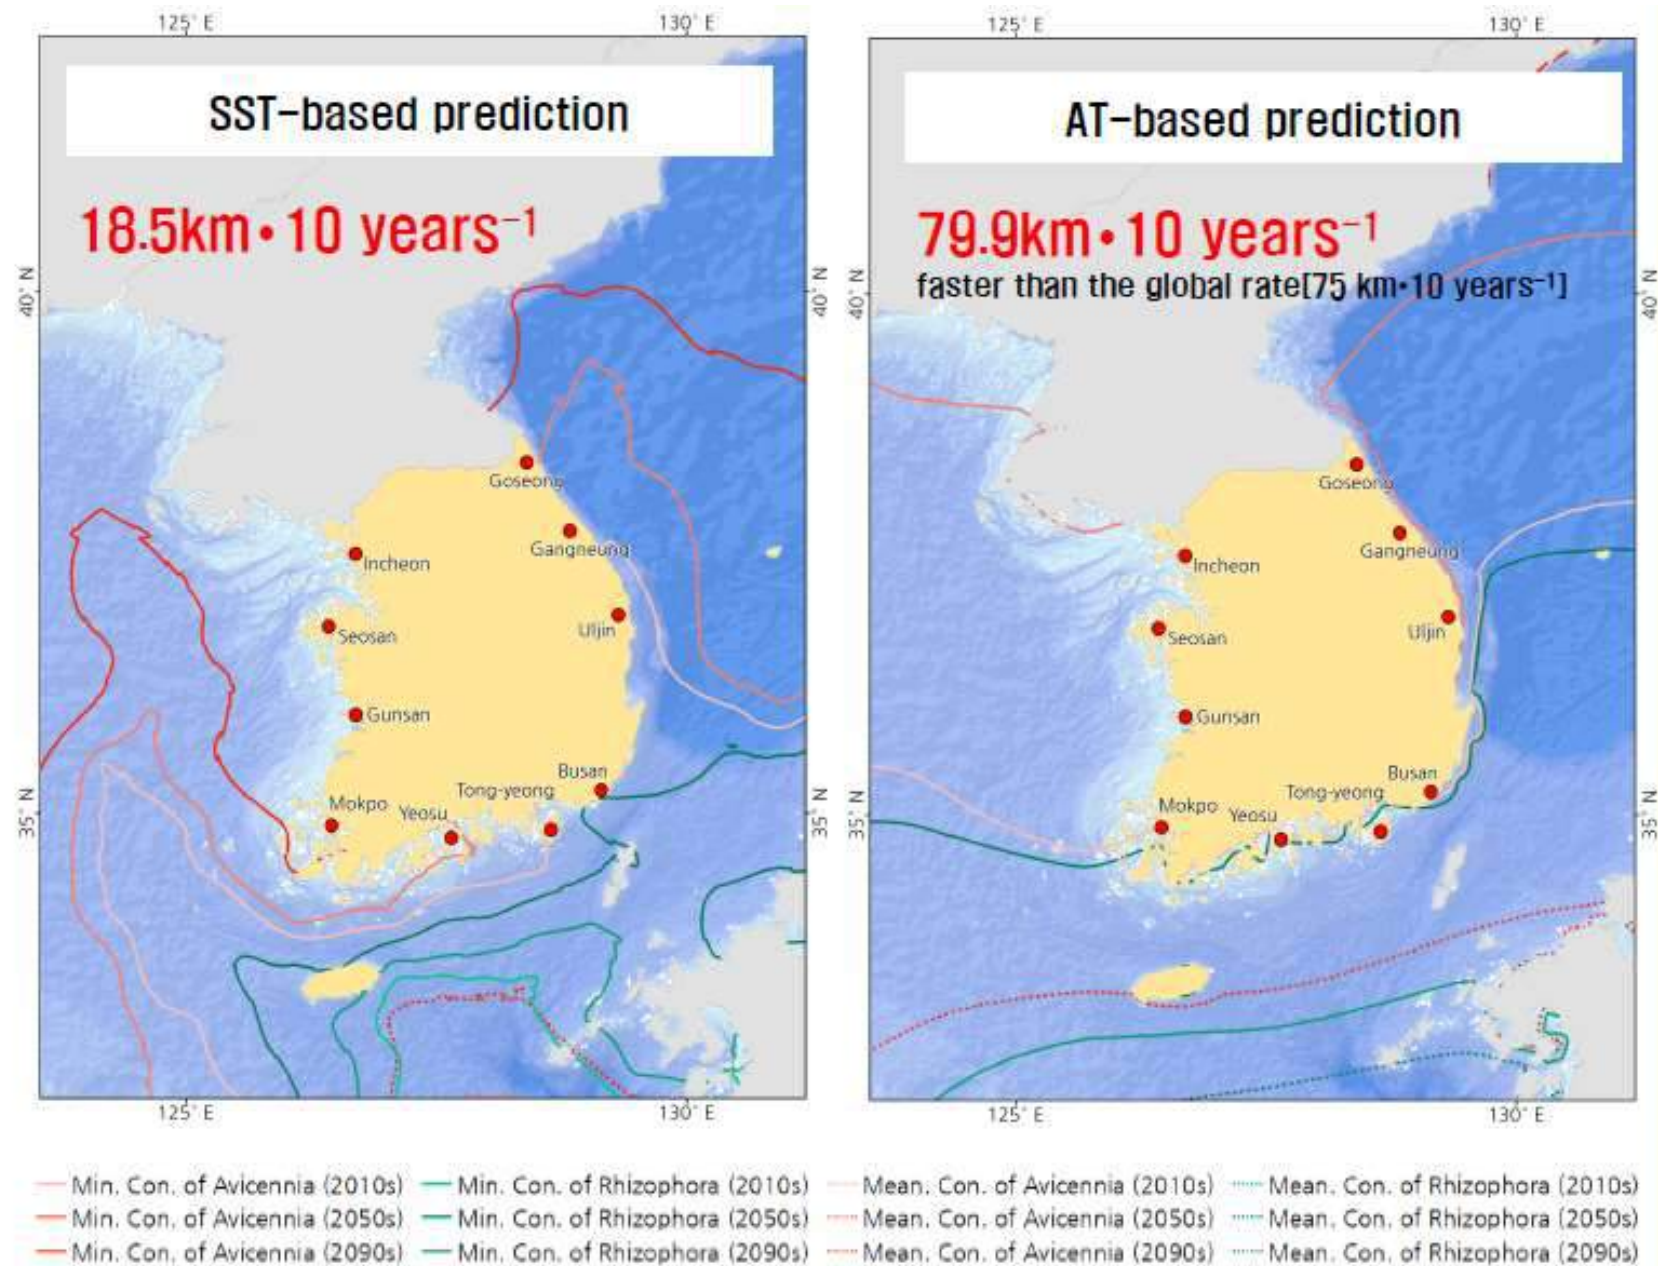 125° E
130° E
125° E
130° E
SST-based prediction
AT-based prediction
18.5km•10 years⁻¹
79.9km•10 years⁻¹
faster than the global rate[75 km•10 years⁻¹]
40° N
40° N
40° N
Goseong
Gangneung
Incheon
Uljin
Seosan
Gunsan
Busan
Tong-yeong
Mokpo
Yeosu
Goseong
Gangneung
Incheon
Uljin
Seosan
Gunsan
Busan
Tong-yeong
Mokpo
Yeosu
35° N
35° N
35° N
35° N
125° E
130° E
125° E
130° E
Min. Con. of Avicennia (2010s)
Min. Con. of Rhizophora (2010s)
Mean. Con. of Avicennia (2010s)
Mean. Con. of Rhizophora (2010s)
Min. Con. of Avicennia (2050s)
Min. Con. of Rhizophora (2050s)
Mean. Con. of Avicennia (2050s)
Mean. Con. of Rhizophora (2050s)
Min. Con. of Avicennia (2090s)
Min. Con. of Rhizophora (2090s)
Mean. Con. of Avicennia (2090s)
Mean. Con. of Rhizophora (2090s)